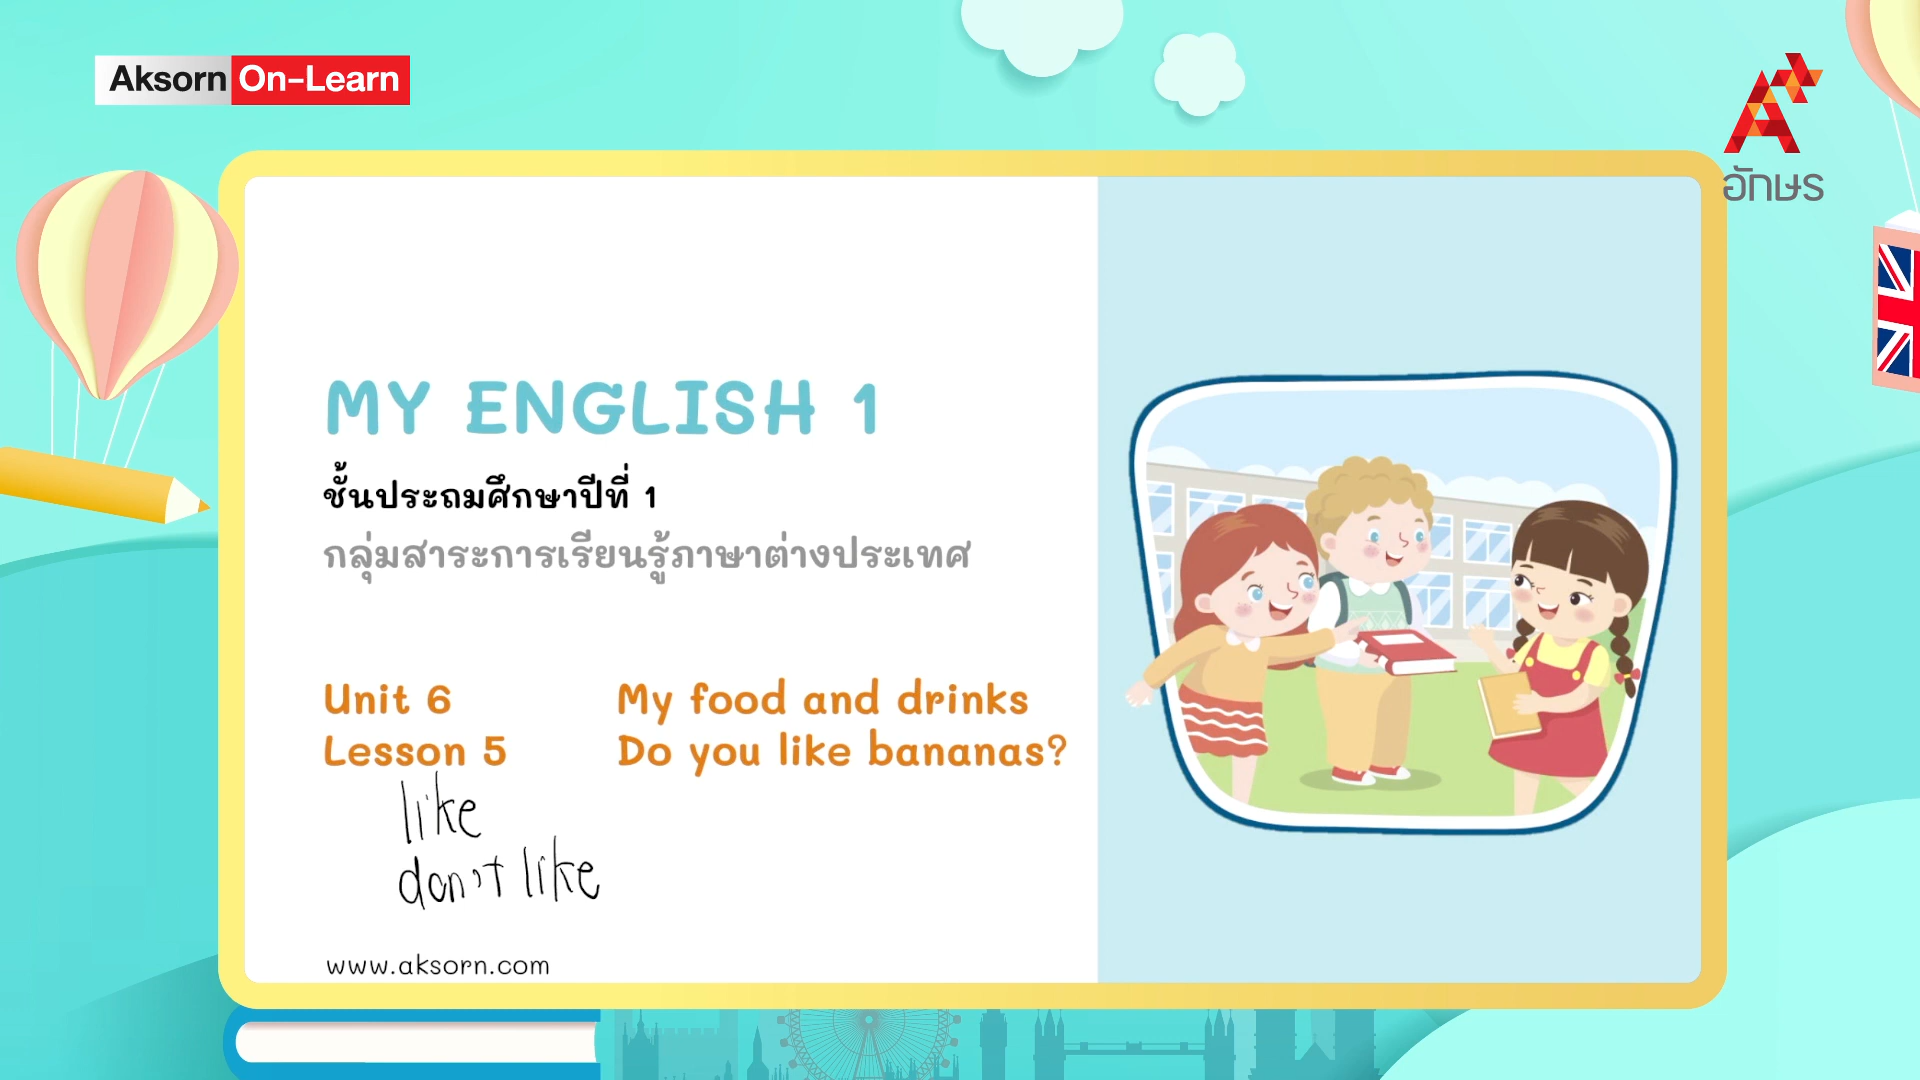 Aksorn On-Learn
อักษร
MY ENGLISH 1
ชั้นประถมศึกษาปีที่ 1
กลุ่มสาระการเรียนรู้ภาษาต่างประเทศ
Unit 6 My food and drinks
Lesson 5 Do you like bananas?
like
don't like
www.aksorn.com